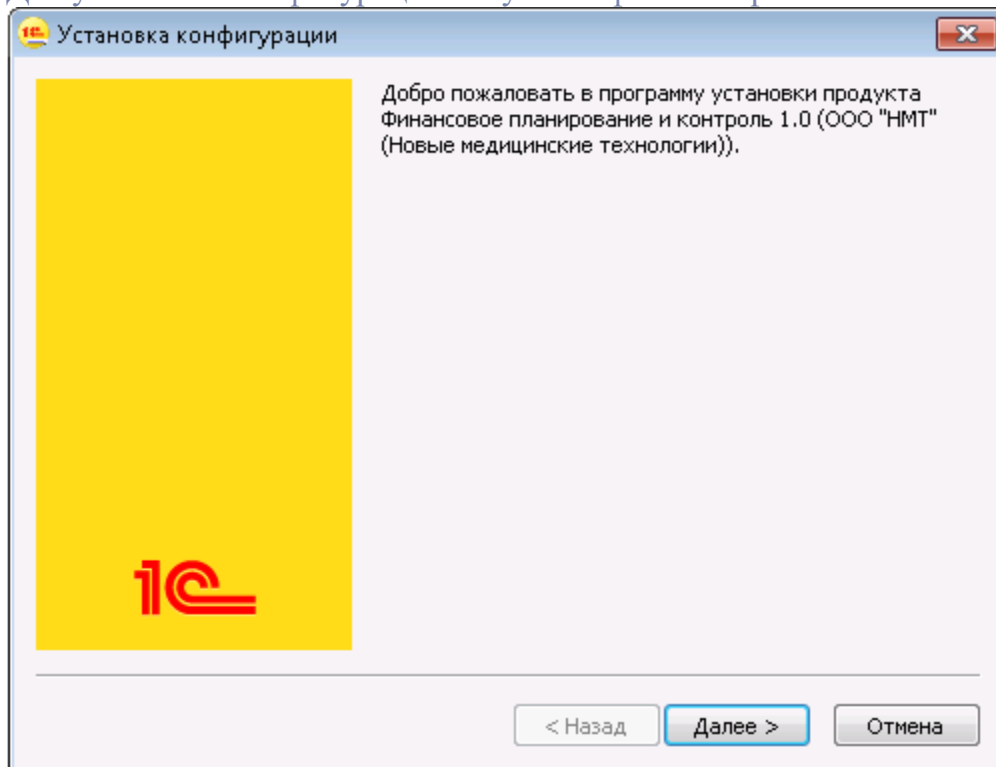 1С Установка конфигурации
Добро пожаловать в программу установки продукта
Финансовое планирование и контроль 1.0 (ООО "НМТ"
(Новые медицинские технологии)).
1С
< Назад Далее > Отмена